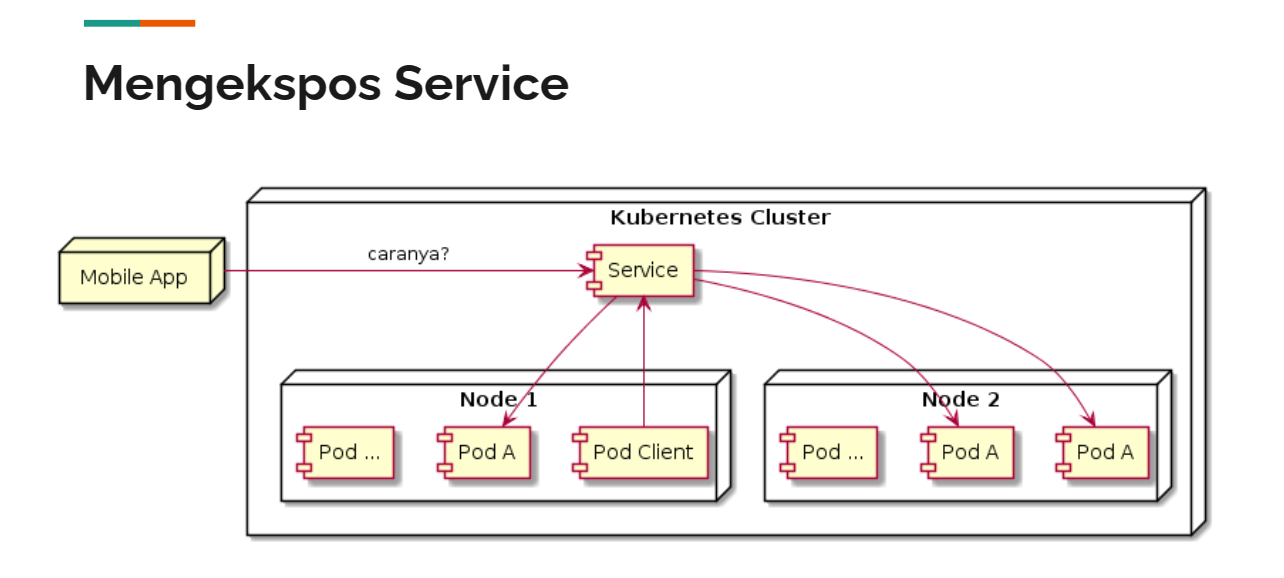 Mengekspos Service
Kubernetes Cluster
Mobile App
caranya?
Service
Node 1
Pod ...
Pod A
Pod Client
Node 2
Pod ...
Pod A
Pod A